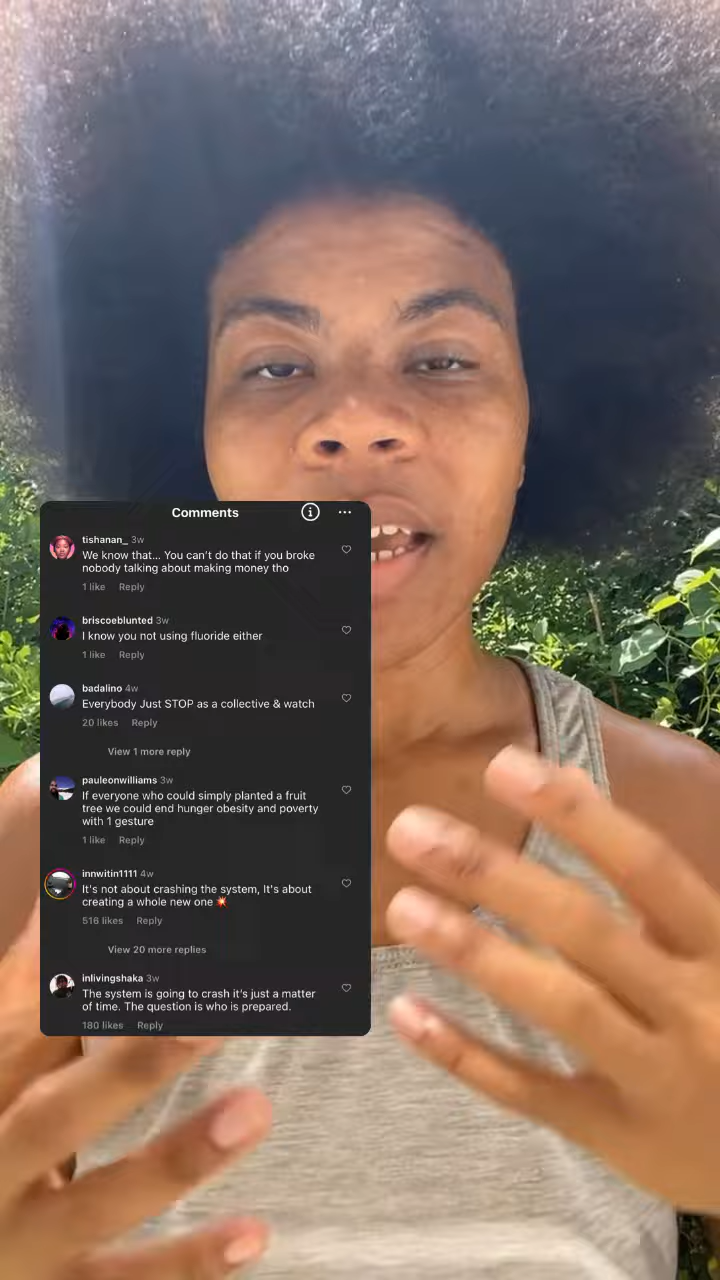 Comments
tishanan_ 3w
We know that... You can't do that if you broke
nobody talking about making money tho
1 like Reply
briscoeblunted 3w
I know you not using fluoride either
1 like Reply
badalino 4w
Everybody Just STOP as a collective & watch
20 likes Reply
View 1 more reply
pauleonwilliams 3w
If everyone who could simply planted a fruit
tree we could end hunger obesity and poverty
with 1 gesture
1 like Reply
innwitin1111 4w
It's not about crashing the system, It's about
creating a whole new one 💥
516 likes Reply
View 20 more replies
inlivingshaka 3w
The system is going to crash it's just a matter
of time. The question is who is prepared.
180 likes Reply